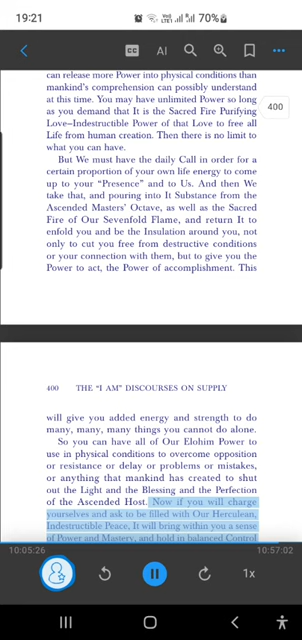 19:21
70%
CC
AI
400
can release more Power into physical conditions than
mankind's comprehension can possibly understand
at this time. You may have unlimited Power so long
as you demand that It is the Sacred Fire Purifying
Love–Indestructible Power of that Love to free all
Life from human creation. Then there is no limit to
what you can have.
But We must have the daily Call in order for a
certain proportion of your own life energy to come
up to your "Presence" and to Us. And then We
take that, and pouring into It Substance from the
Ascended Masters' Octave, as well as the Sacred
Fire of Our Sevenfold Flame, and return It to
enfold you and be the Insulation around you, not
only to cut you free from destructive conditions
or your connection with them, but to give you the
Power to act, the Power of accomplishment. This
400 THE "I AM" DISCOURSES ON SUPPLY
will give you added energy and strength to do
many, many, many things you cannot do alone.
So you can have all of Our Elohim Power to
use in physical conditions to overcome opposition
or resistance or delay or problems or mistakes,
or anything that mankind has created to shut
out the Light and the Blessing and the Perfection
of the Ascended Host. Now if you will charge
yourselves and ask to be filled with Our Herculean,
Indestructible Peace, It will bring within you a sense
of Power and Mastery, and hold in balanced Control
10:05:26
10:57:02
1x